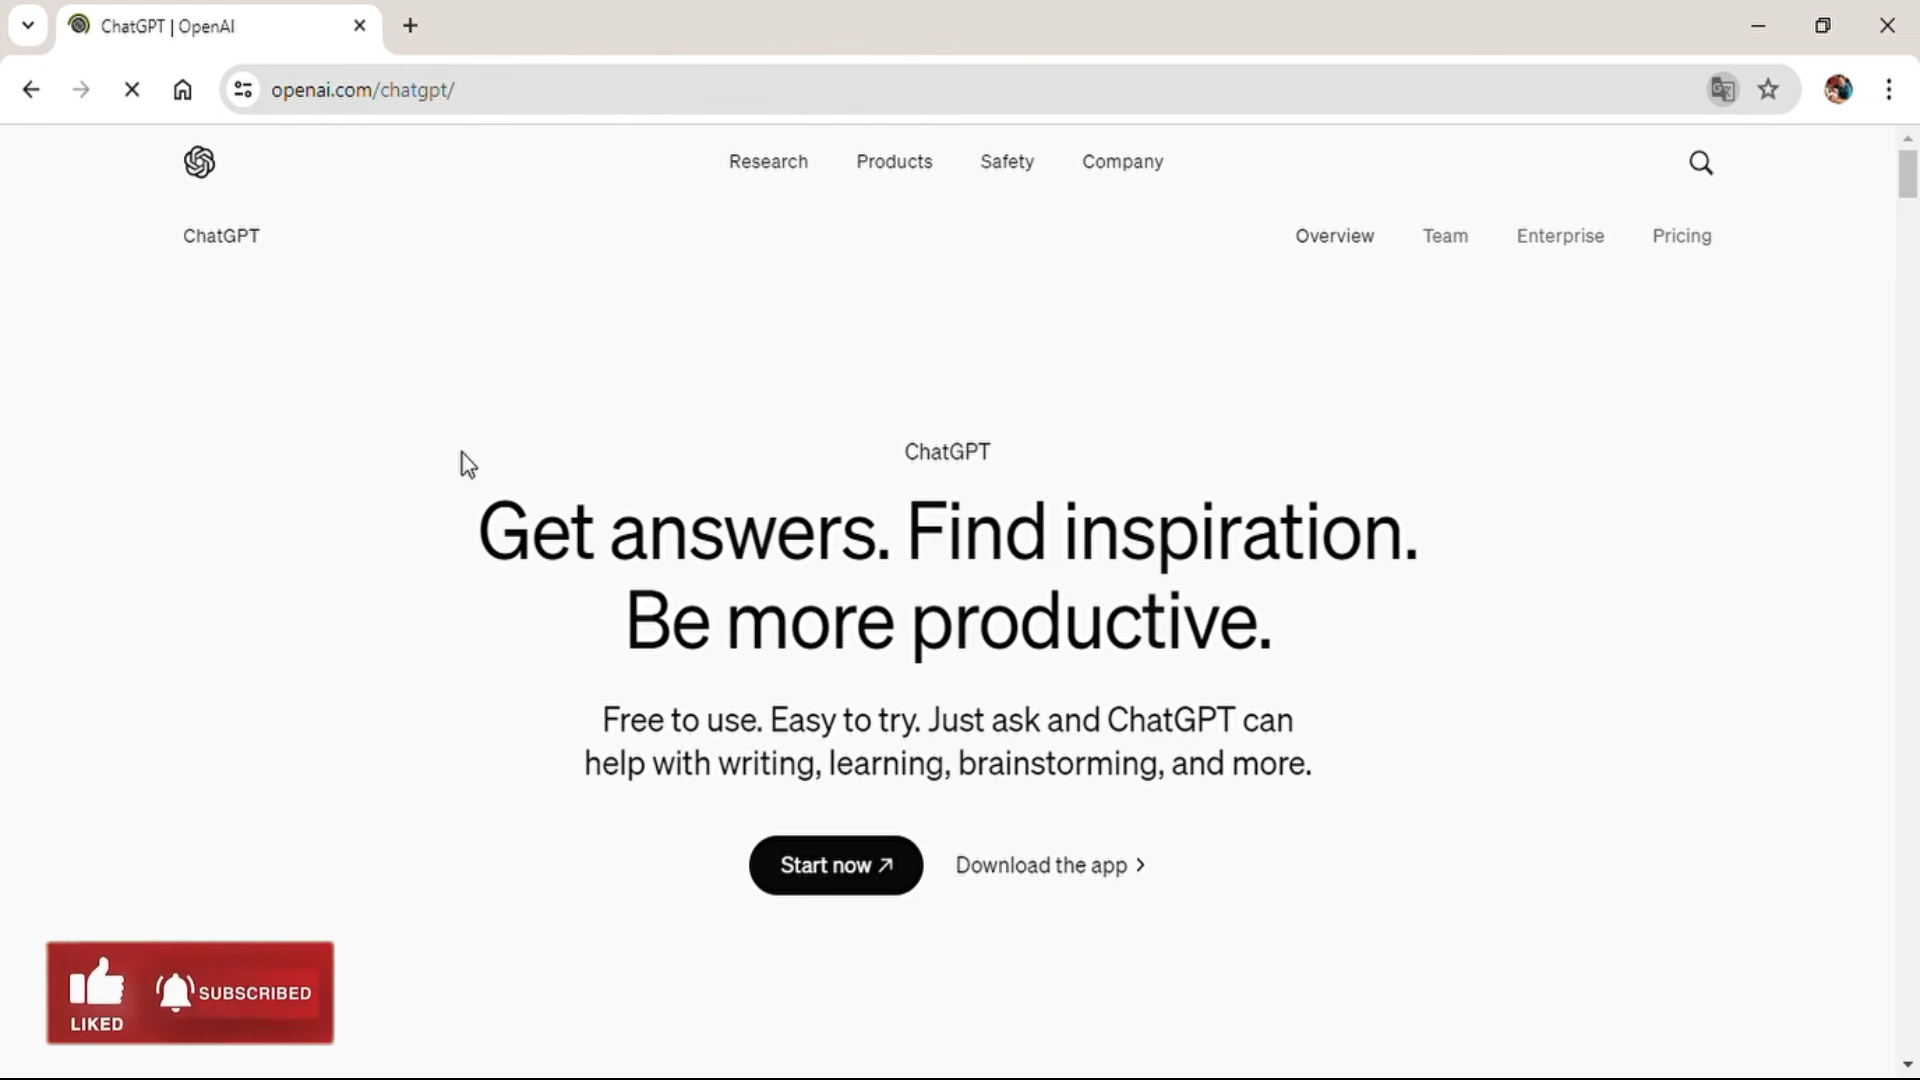 ChatGPT | OpenAI
openai.com/chatgpt/
Research Products Safety Company
ChatGPT Overview Team Enterprise Pricing
ChatGPT
Get answers. Find inspiration.
Be more productive.
Free to use. Easy to try. Just ask and ChatGPT can
help with writing, learning, brainstorming, and more.
Start now Download the app
SUBSCRIBED
LIKED